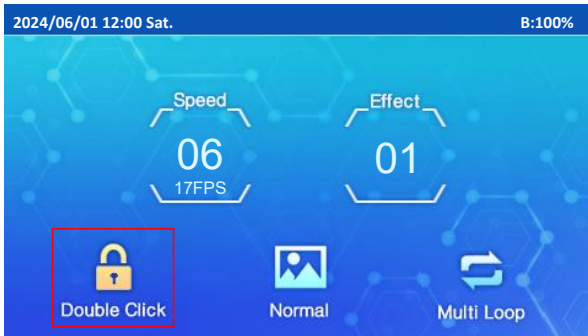 2024/06/01 12:00 Sat. B:100%
Speed Effect
06 01
17FPS
Double Click Normal Multi Loop